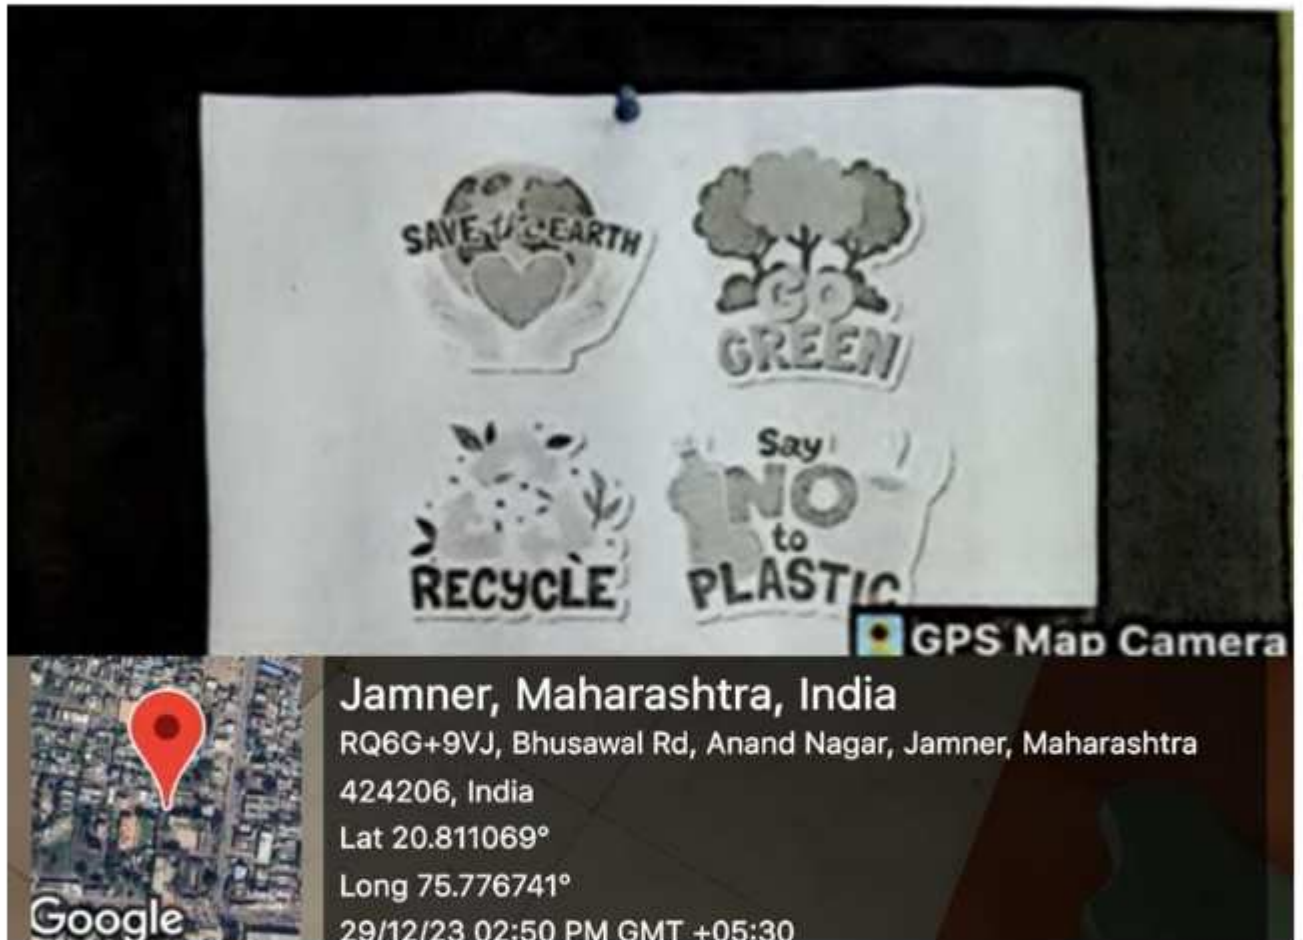 SAVE the EARTH
GO
GREEN
RECYCLE
Say
NO
to
PLASTIC
GPS Map Camera
Jamner, Maharashtra, India
RQ6G+9VJ, Bhusawal Rd, Anand Nagar, Jamner, Maharashtra
424206, India
Lat 20.811069°
Long 75.776741°
29/12/23 02:50 PM GMT +05:30
Google